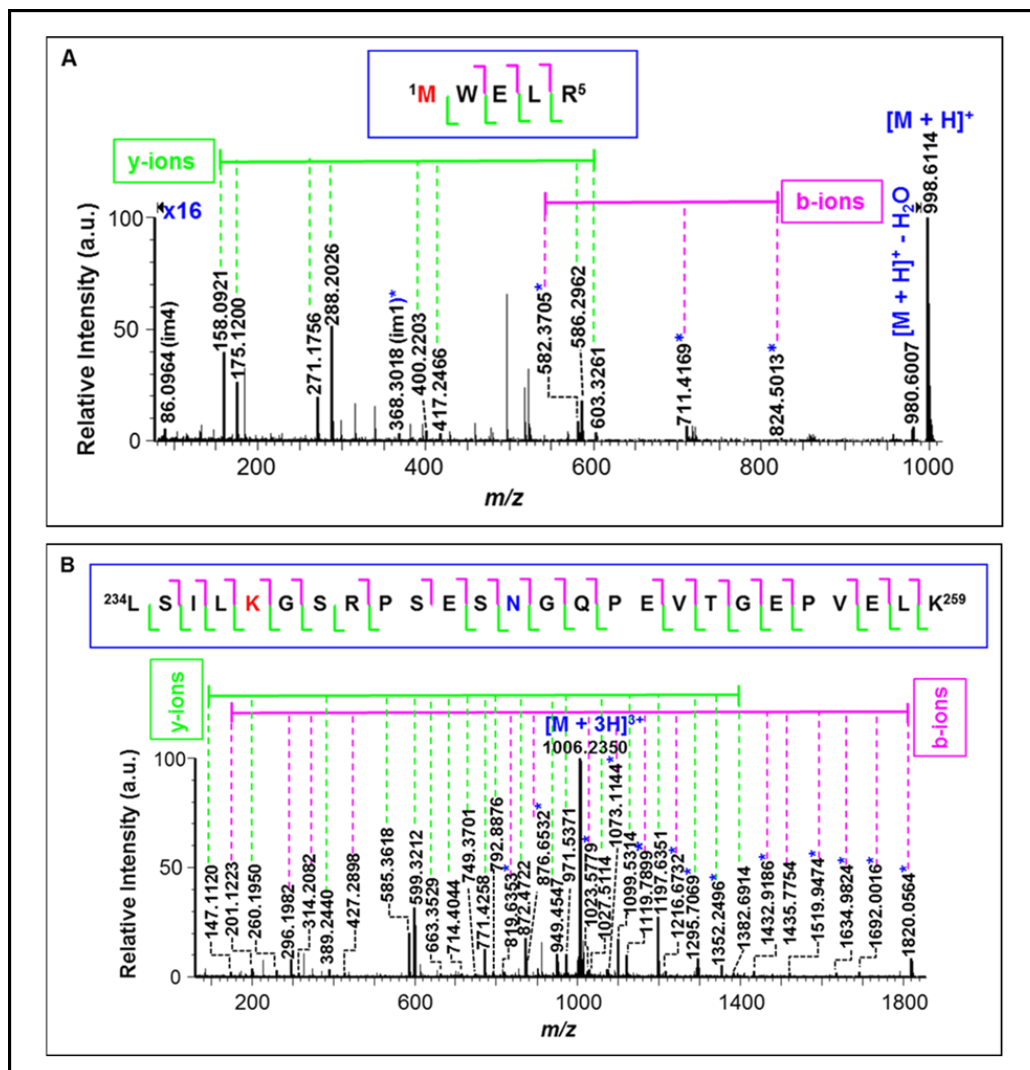 A
¹M W E L R⁵
[M + H]⁺
y-ions
b-ions
x16
100
50
0
Relative Intensity (a.u.)
86.0964 (im4)
158.0921
175.1200
271.1756
288.2026
368.3018 (im1)*
400.2203
417.2466
582.3705*
586.2962
603.3261
711.4169*
824.5013*
[M + H]⁺ - H₂O
980.6007
998.6114
200 400 600 800 1000
m/z
B
²³⁴L S I L K G S R P S E S N G Q P E V T G E P V E L K²⁵⁹
y-ions
b-ions
[M + 3H]³⁺
1006.2350
100
50
0
Relative Intensity (a.u.)
147.1120
201.1223
260.1950
296.1982
314.2082
389.2440
427.2898
585.3618
599.3212
663.3529
714.4044
749.3701
771.4258
792.8876
819.6353*
872.4722
876.6532*
949.4547
971.5371
1023.5779*
1027.5114
1073.1144*
1099.5314
1119.7899*
1197.6351
1216.6732*
1295.7069*
1352.2496*
1382.6914
1432.9186*
1435.7754
1519.9474*
1634.9824*
1692.0016*
1820.0564*
200 600 1000 1400 1800
m/z